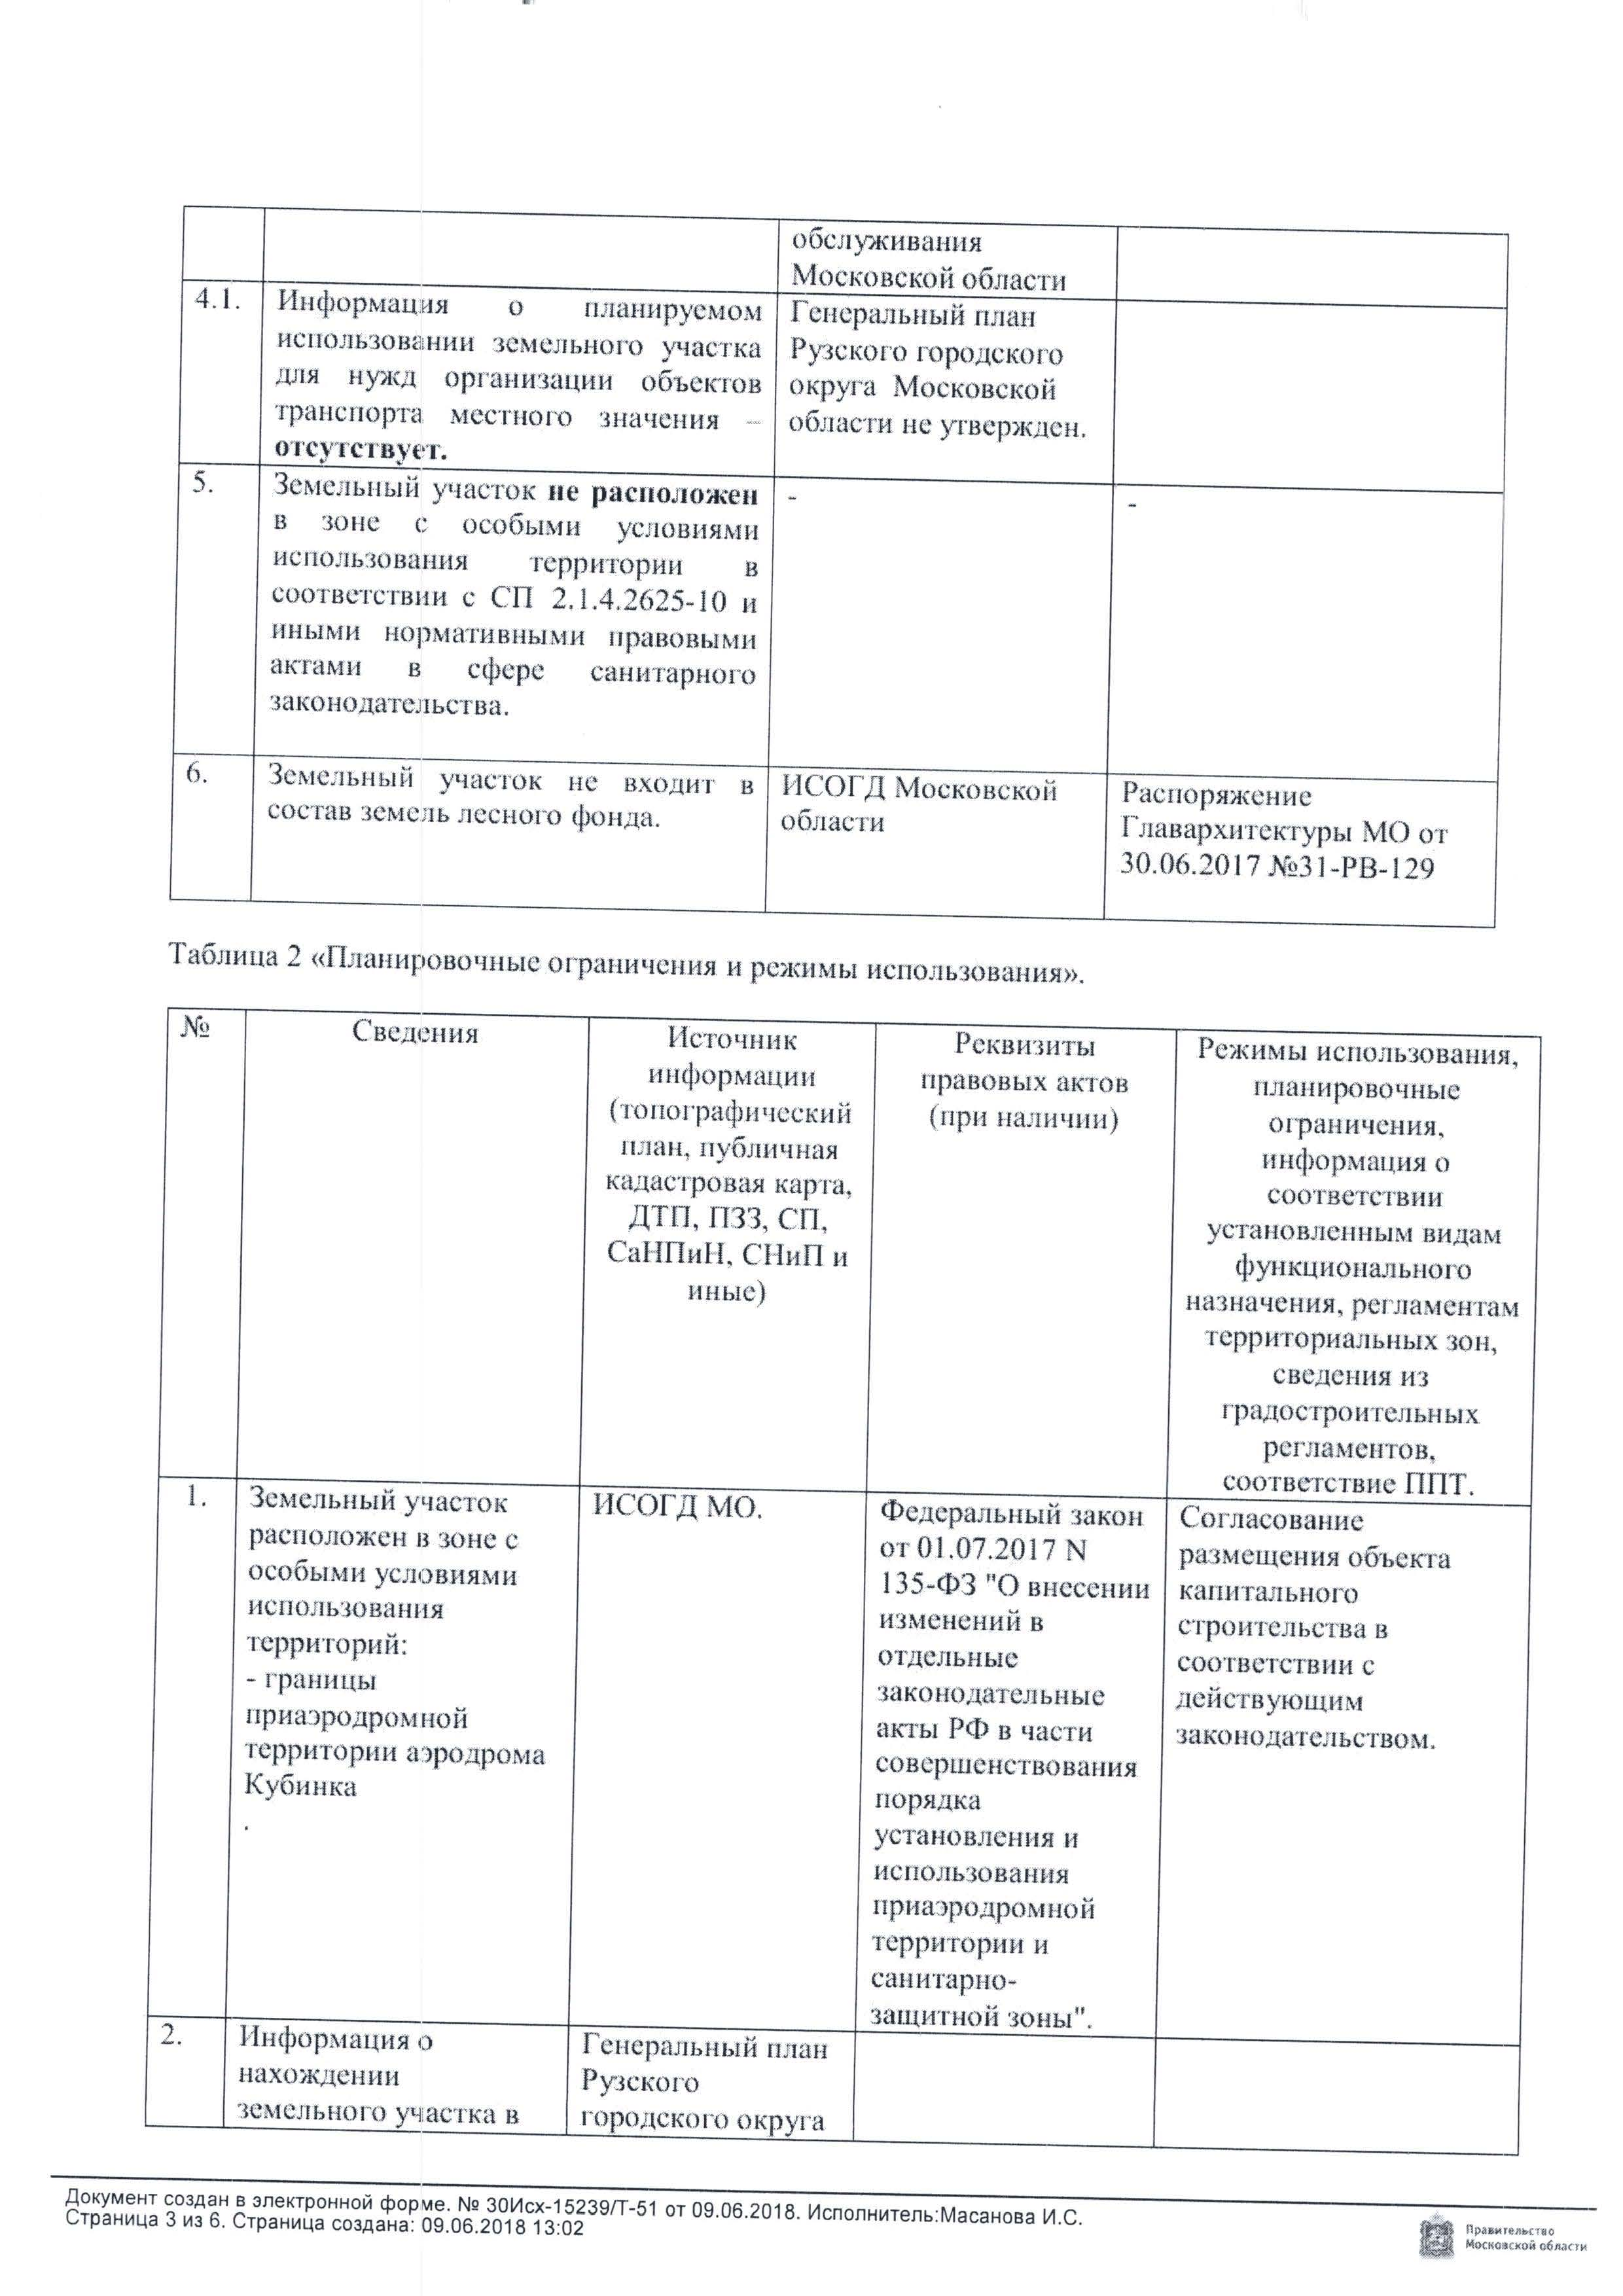 обслуживания
Московской области
4.1.
Информация о планируемом
использовании земельного участка
для нужд организации объектов
транспорта местного значения –
отсутствует.
Генеральный план
Рузского городского
округа Московской
области не утвержден.
5.
Земельный участок не расположен
в зоне с особыми условиями
использования территории в
соответствии с СП 2.1.4.2625-10 и
иными нормативными правовыми
актами в сфере санитарного
законодательства.
-
-
6.
Земельный участок не входит в
состав земель лесного фонда.
ИСОГД Московской
области
Распоряжение
Главархитектуры МО от
30.06.2017 №31-РВ-129
Таблица 2 «Планировочные ограничения и режимы использования».
№
Сведения
Источник
информации
(топографический
план, публичная
кадастровая карта,
ДТП, ПЗЗ, СП,
СаНПиН, СНиП и
иные)
Реквизиты
правовых актов
(при наличии)
Режимы использования,
планировочные
ограничения,
информация о
соответствии
установленным видам
функционального
назначения, регламентам
территориальных зон,
сведения из
градостроительных
регламентов,
соответствие ППТ.
1.
Земельный участок
расположен в зоне с
особыми условиями
использования
территорий:
- границы
приаэродромной
территории аэродрома
Кубинка
.
ИСОГД МО.
Федеральный закон
от 01.07.2017 N
135-ФЗ "О внесении
изменений в
отдельные
законодательные
акты РФ в части
совершенствования
порядка
установления и
использования
приаэродромной
территории и
санитарно-
защитной зоны".
Согласование
размещения объекта
капитального
строительства в
соответствии с
действующим
законодательством.
2.
Информация о
нахождении
земельного участка в
Генеральный план
Рузского
городского округа
Документ создан в электронной форме. № 30Исх-15239/Т-51 от 09.06.2018. Исполнитель:Масанова И.С.
Страница 3 из 6. Страница создана: 09.06.2018 13:02
Правительство
Московской области